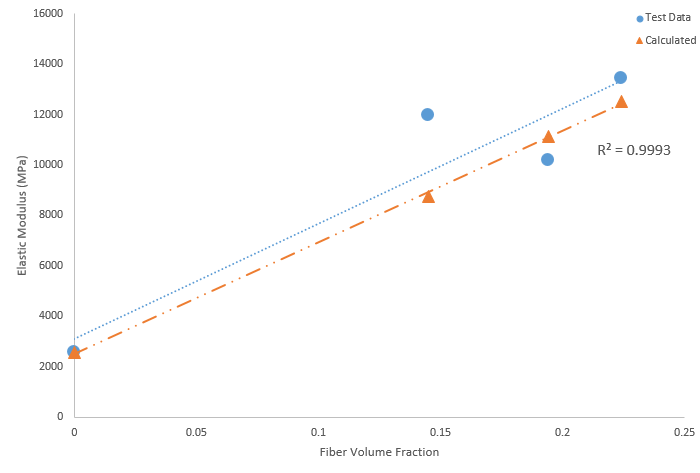 16000
Test Data
Calculated
14000
12000
10000
8000
6000
4000
2000
0
R² = 0.9993
Elastic Modulus (MPa)
0 0.05 0.1 0.15 0.2 0.25
Fiber Volume Fraction